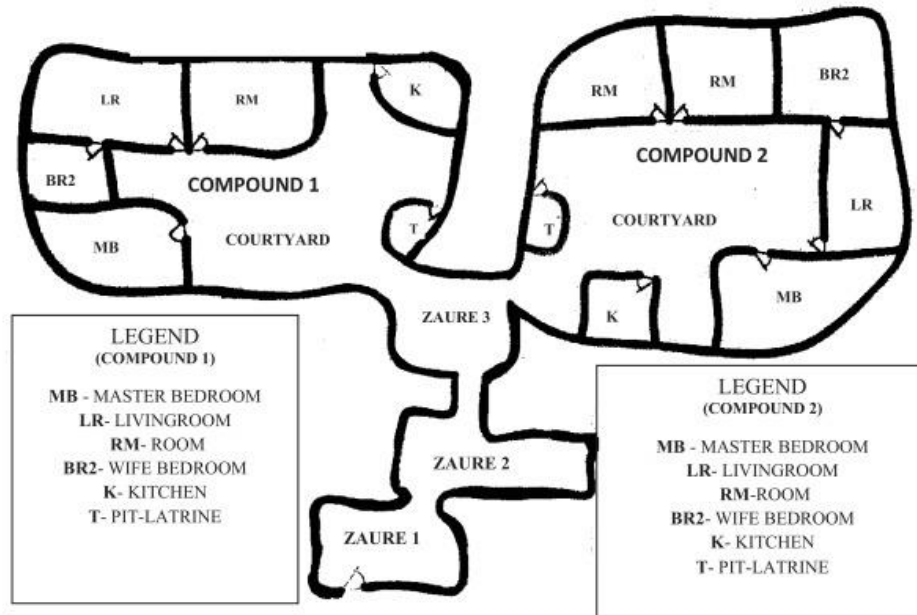 LR
RM
K
BR2
COMPOUND 1
COURTYARD
T
MB
RM
RM
BR2
COMPOUND 2
COURTYARD
LR
T
MB
K
ZAURE 3
ZAURE 2
ZAURE 1
LEGEND
(COMPOUND 1)
MB - MASTER BEDROOM
LR- LIVINGROOM
RM- ROOM
BR2- WIFE BEDROOM
K- KITCHEN
T- PIT-LATRINE
LEGEND
(COMPOUND 2)
MB - MASTER BEDROOM
LR- LIVINGROOM
RM-ROOM
BR2- WIFE BEDROOM
K- KITCHEN
T- PIT-LATRINE